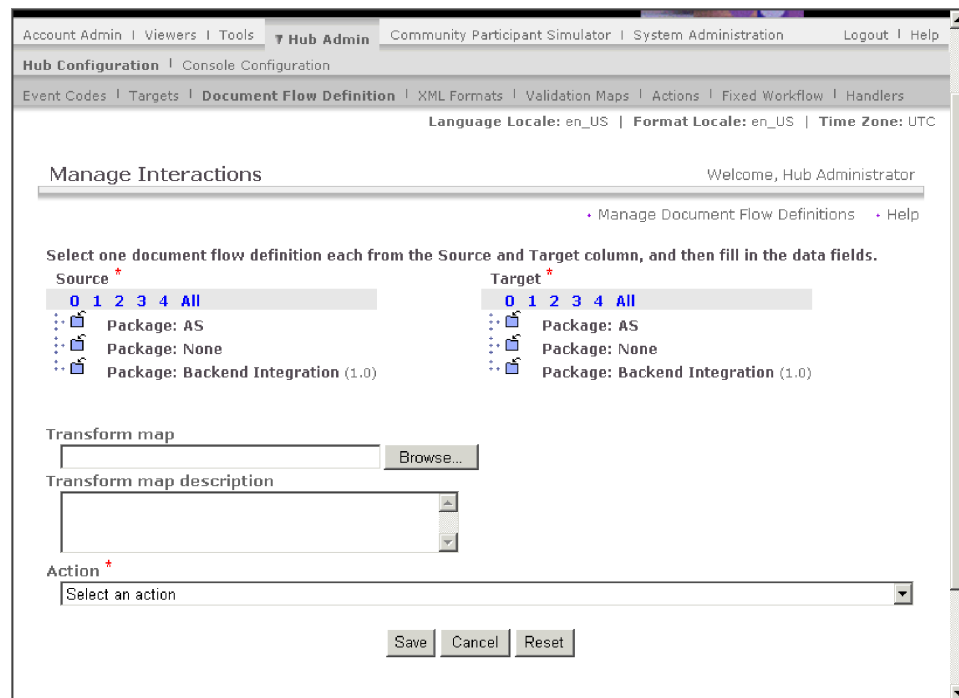 Account Admin | Viewers | Tools Hub Admin Community Participant Simulator | System Administration Logout | Help
Hub Configuration | Console Configuration
Event Codes | Targets | Document Flow Definition | XML Formats | Validation Maps | Actions | Fixed Workflow | Handlers
Language Locale: en_US | Format Locale: en_US | Time Zone: UTC
Manage Interactions Welcome, Hub Administrator
Manage Document Flow Definitions Help
Select one document flow definition each from the Source and Target column, and then fill in the data fields.
Source * Target *
0 1 2 3 4 All 0 1 2 3 4 All
Package: AS Package: AS
Package: None Package: None
Package: Backend Integration (1.0) Package: Backend Integration (1.0)
Transform map
Browse...
Transform map description
Action *
Select an action
Save Cancel Reset